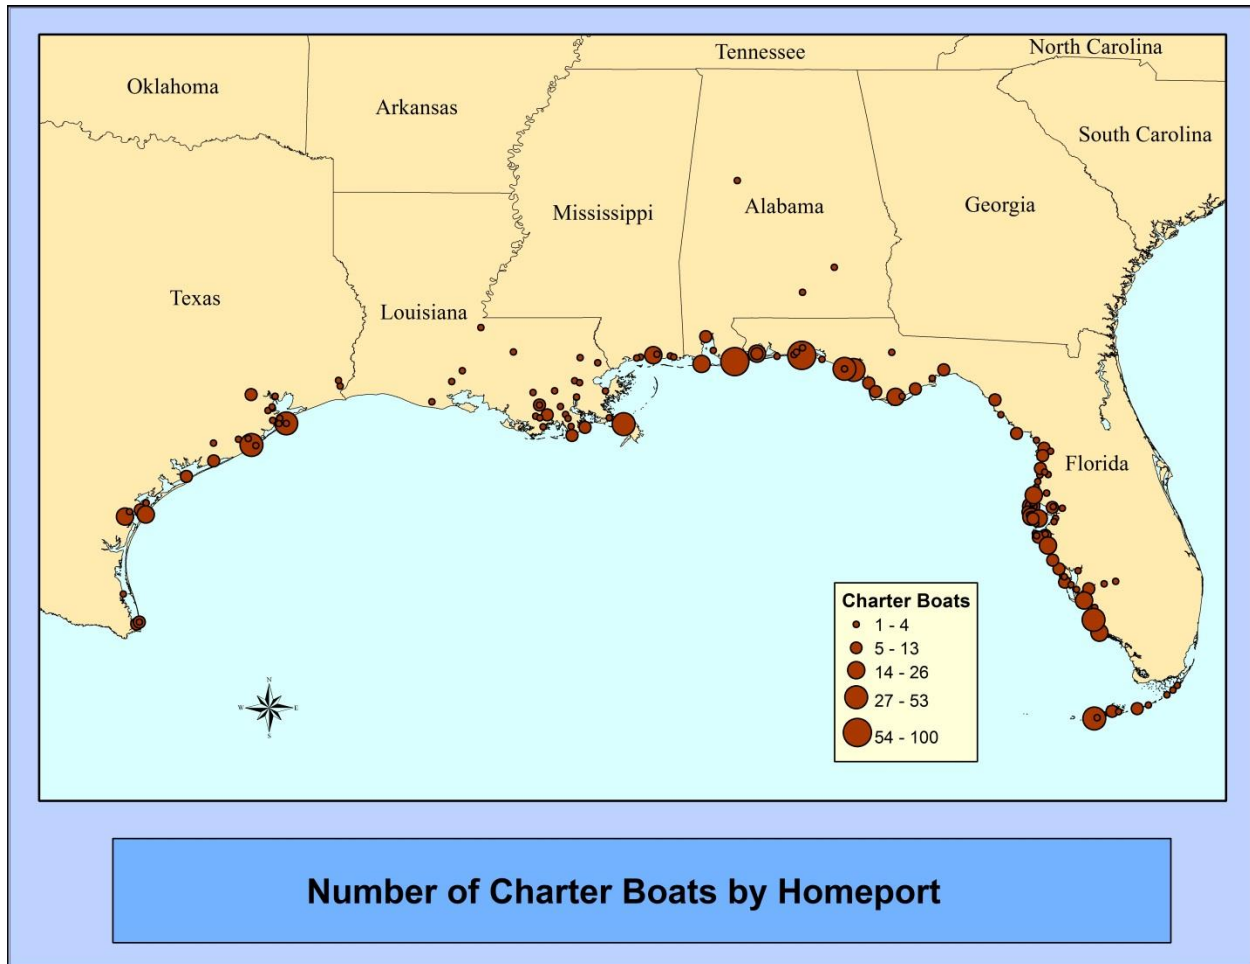 North Carolina
Tennessee
Oklahoma
Arkansas
South Carolina
Mississippi
Alabama
Georgia
Texas
Louisiana
Florida
Charter Boats
1 - 4
5 - 13
14 - 26
27 - 53
54 - 100
N
W E
S
Number of Charter Boats by Homeport